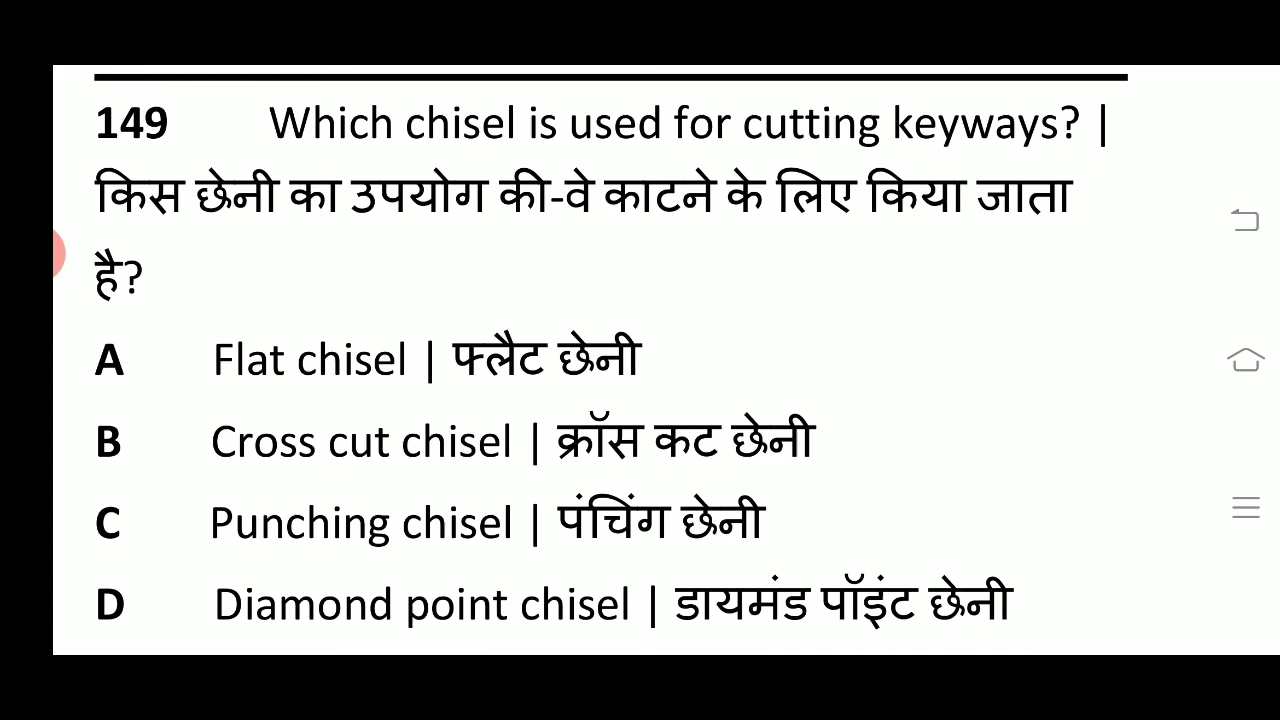 149 Which chisel is used for cutting keyways? |
किस छेनी का उपयोग की-वे काटने के लिए किया जाता
है?
A Flat chisel | फ्लैट छेनी
B Cross cut chisel | क्रॉस कट छेनी
C Punching chisel | पंचिंग छेनी
D Diamond point chisel | डायमंड पॉइंट छेनी